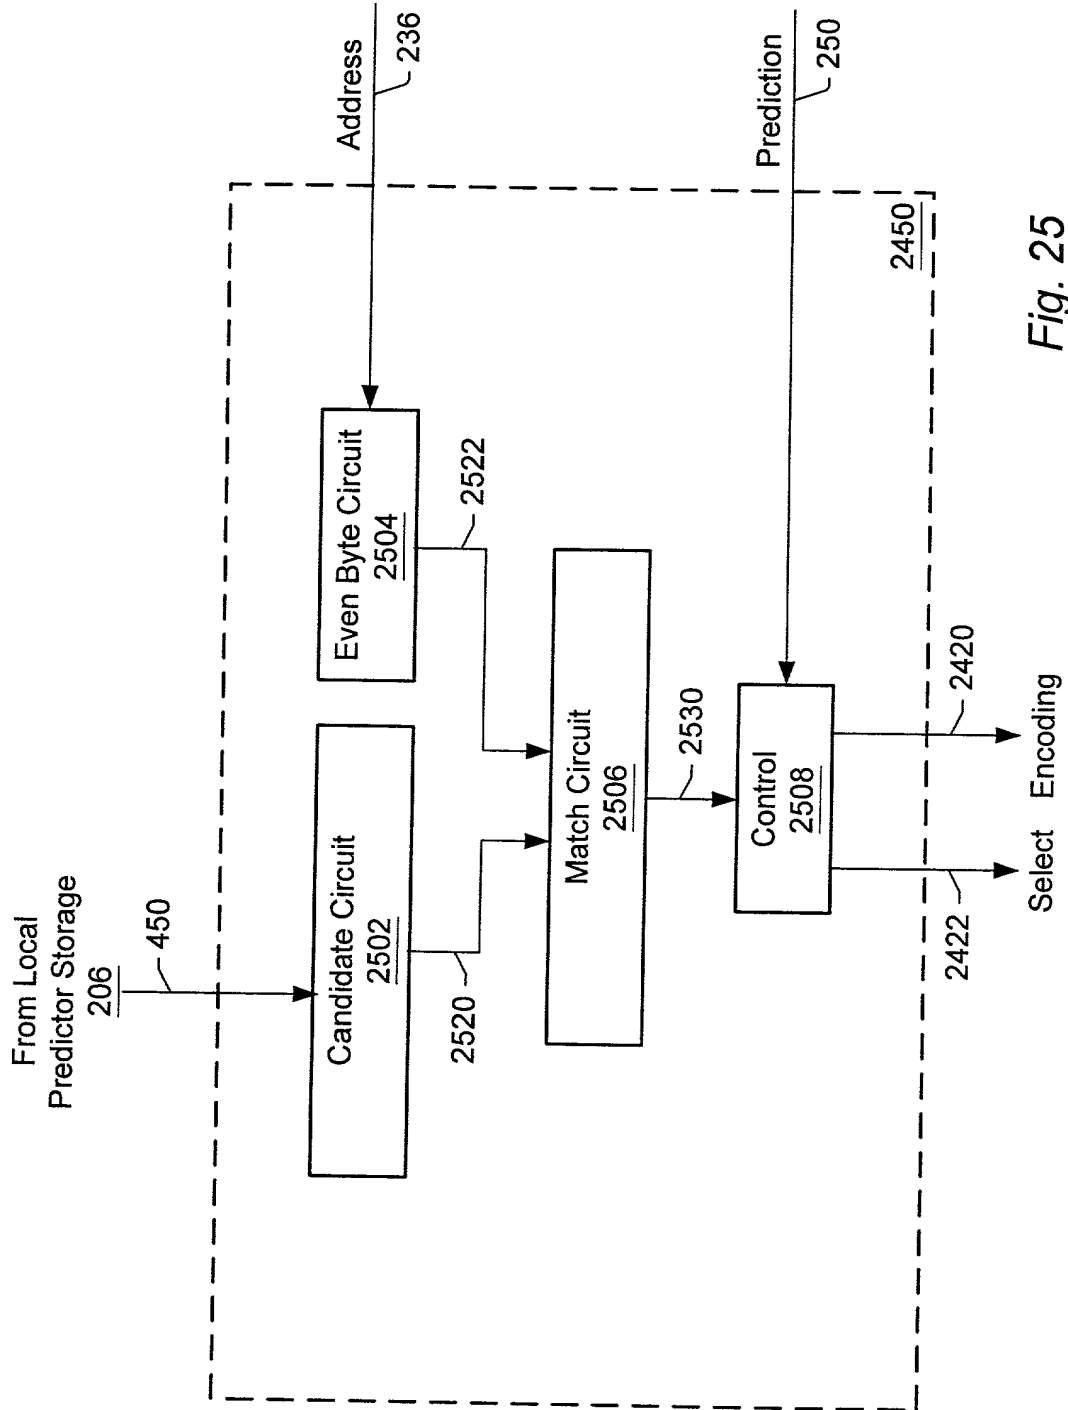 From Local
Predictor Storage
206
450
Address
236
Candidate Circuit
2502
Even Byte Circuit
2504
2520
2522
Match Circuit
2506
2530
Prediction
250
Control
2508
2450
2422
2420
Select
Encoding
Fig. 25